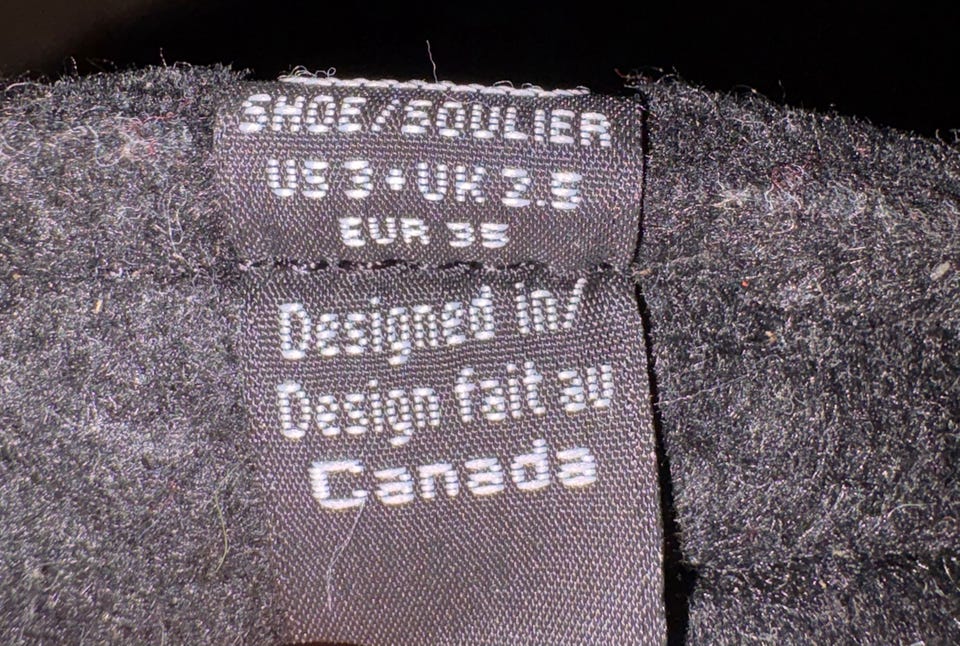 SHOE/SOULIER
US 3 • UK 2.5
EUR 35
Designed in/
Design fait au
Canada